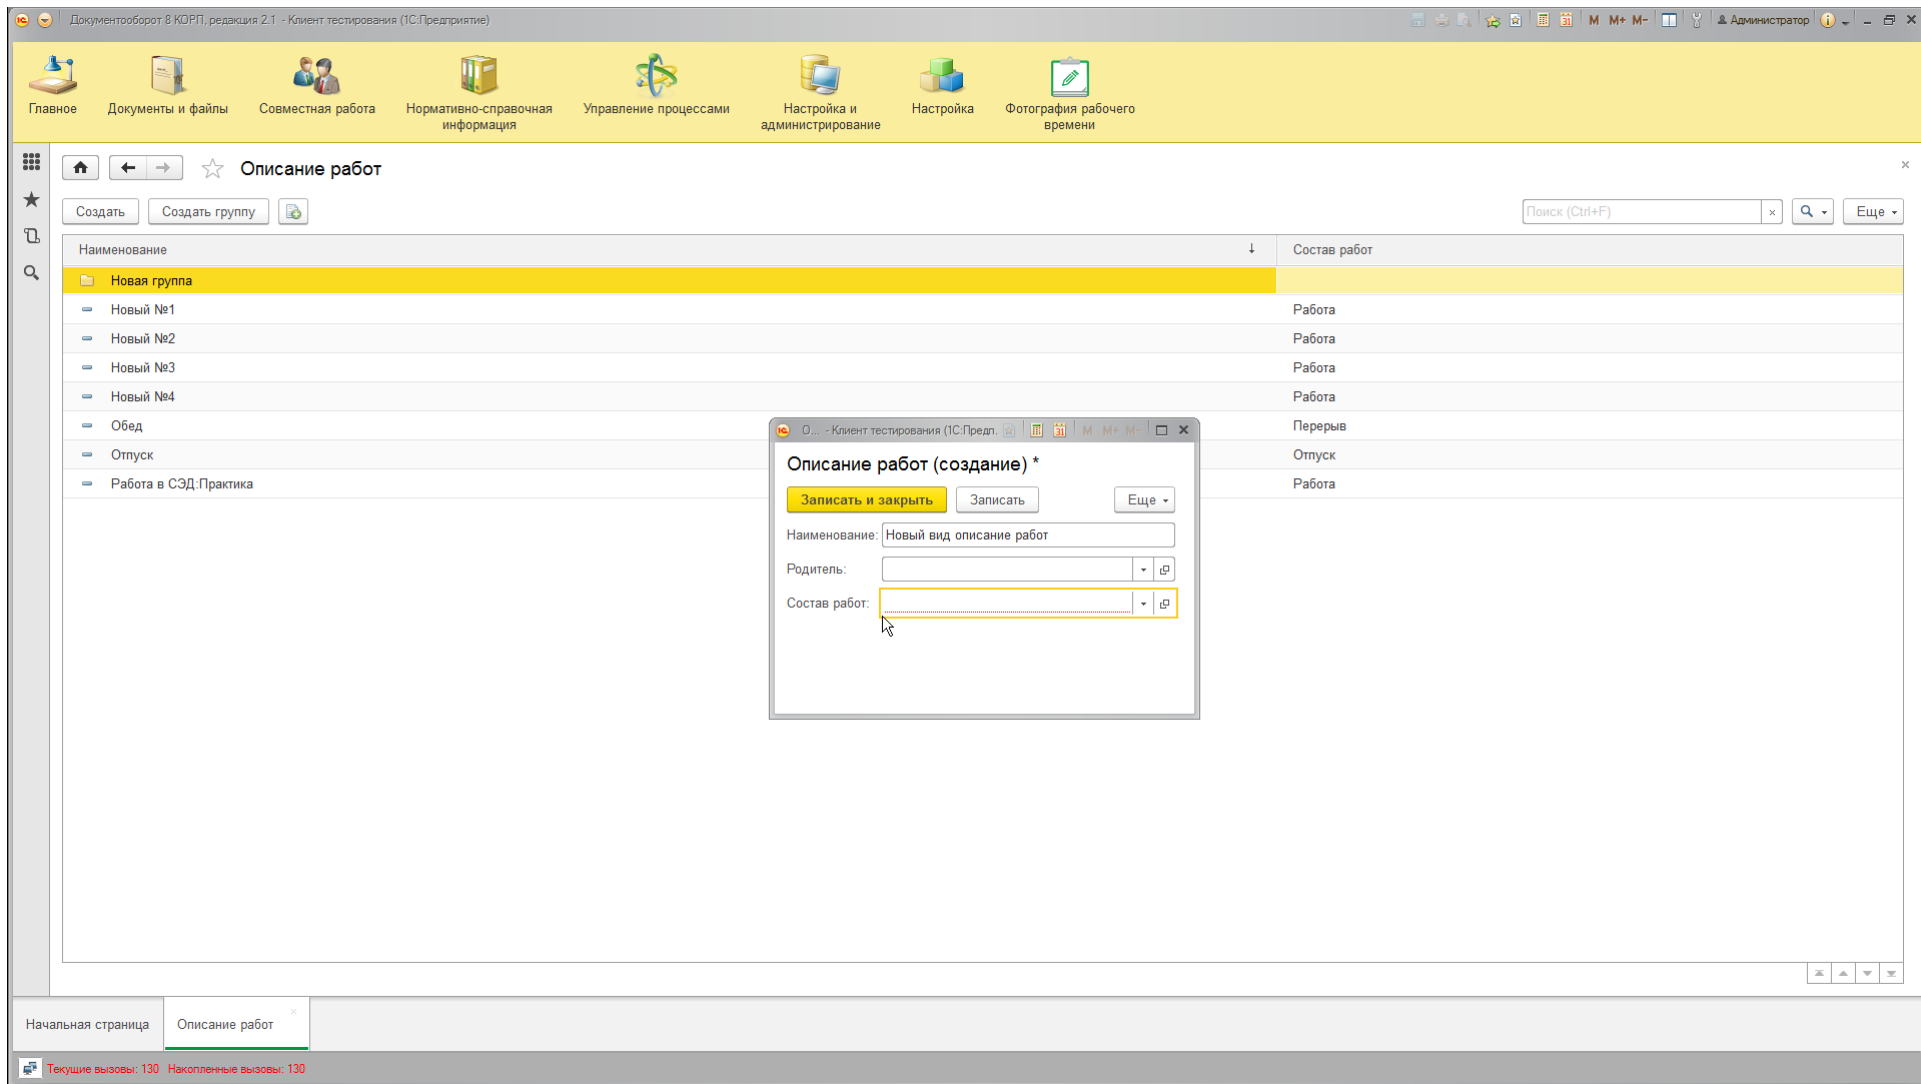 Документооборот 8 КОРП, редакция 2.1 - Клиент тестирования (1С:Предприятие)
M M+ M-
Администратор
Главное
Документы и файлы
Совместная работа
Нормативно-справочная
информация
Управление процессами
Настройка и
администрирование
Настройка
Фотография рабочего
времени
Описание работ
Создать
Создать группу
Поиск (Ctrl+F)
Еще
Наименование
Состав работ
Новая группа
Новый №1 Работа
Новый №2 Работа
Новый №3 Работа
Новый №4 Работа
Обед Перерыв
Отпуск Отпуск
Работа в СЭД:Практика Работа
О... - Клиент тестирования (1С:Предп.
31
M M+ M-
Описание работ (создание) *
Записать и закрыть
Записать
Еще
Наименование: Новый вид описание работ
Родитель:
Состав работ:
Начальная страница
Описание работ
Текущие вызовы: 130 Накопленные вызовы: 130